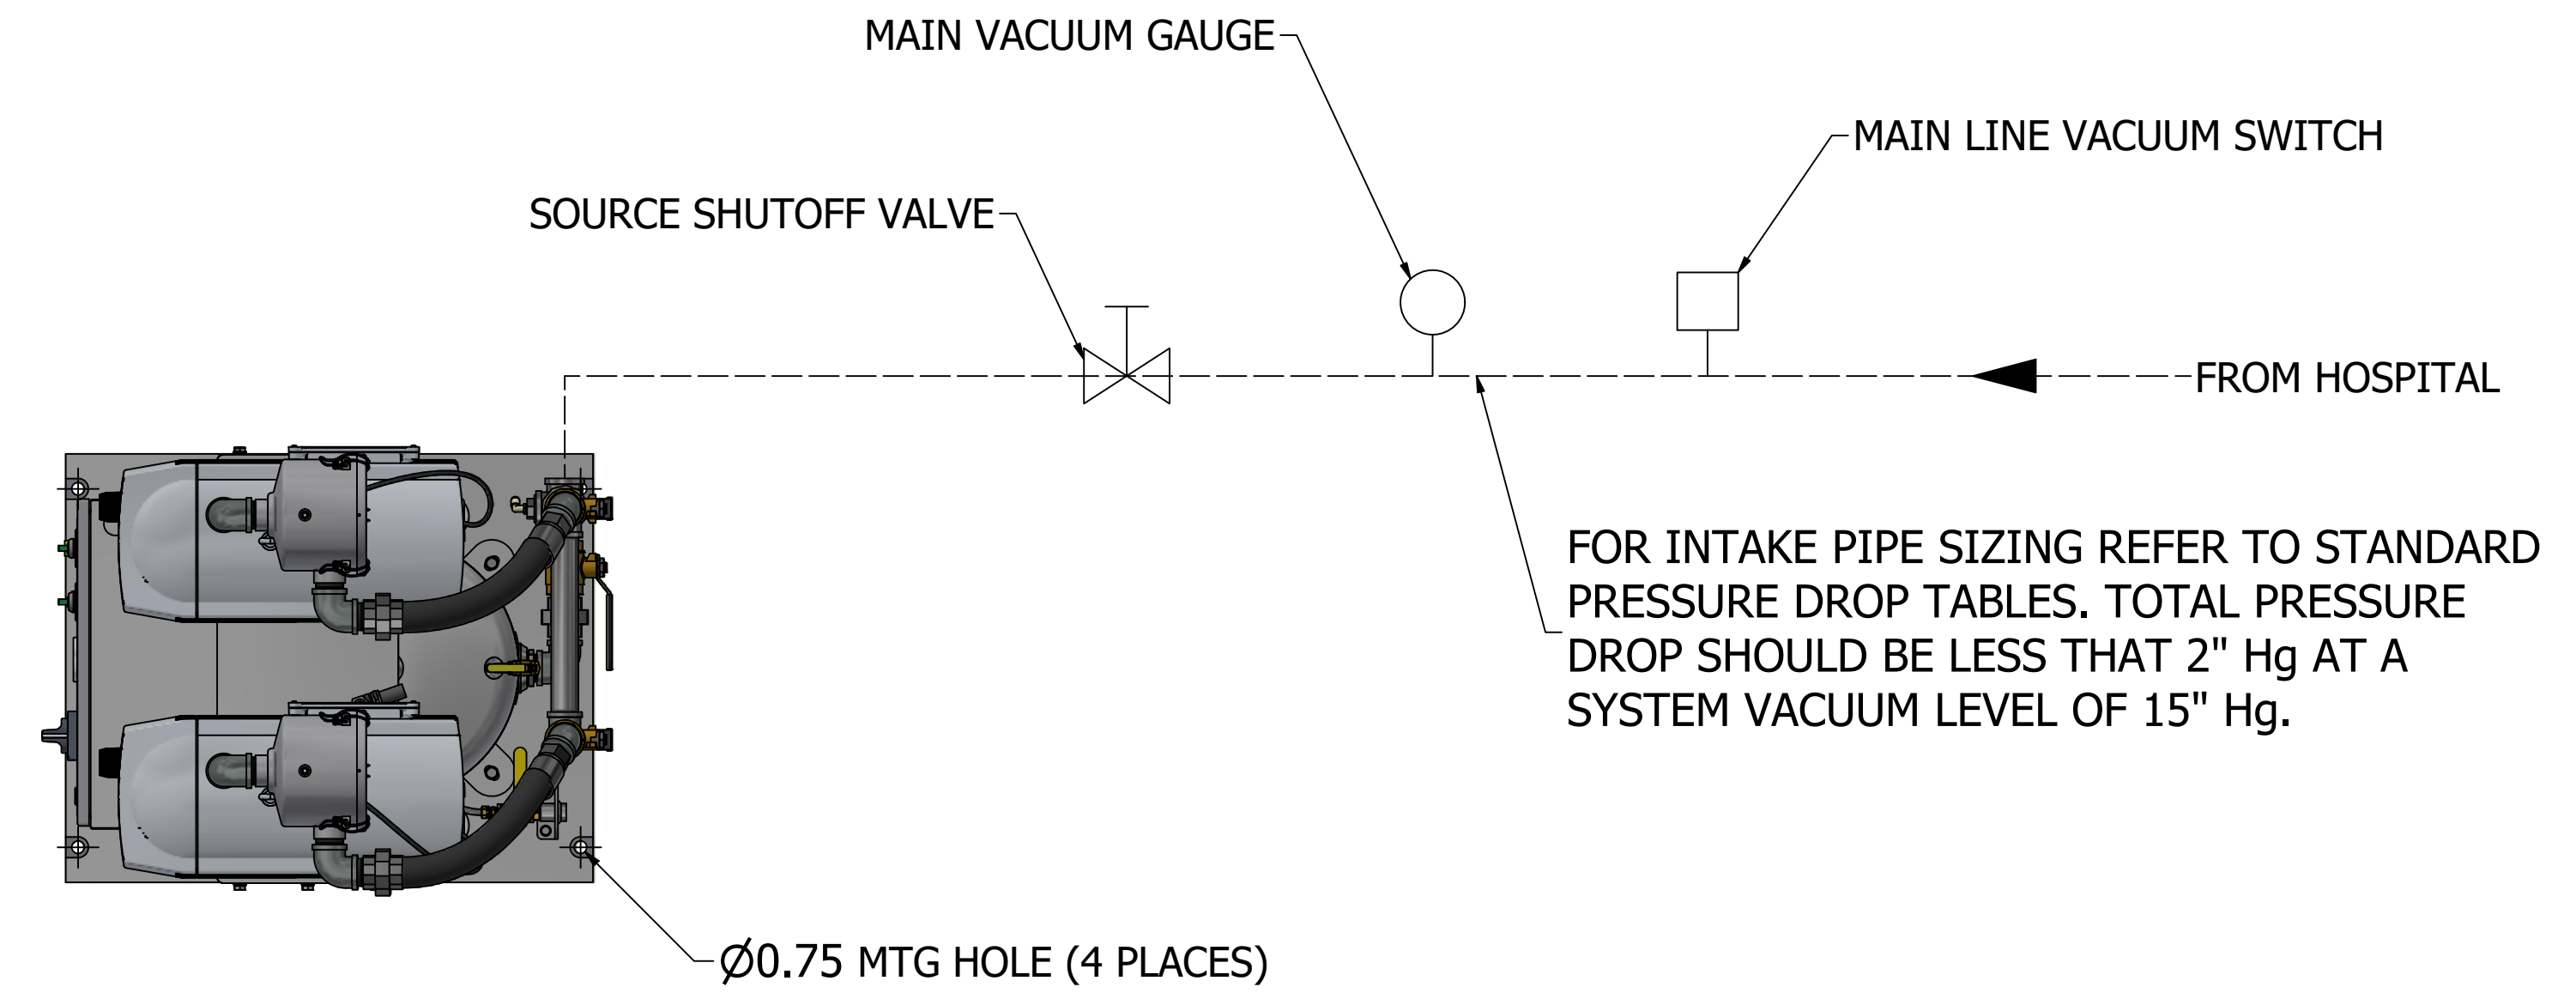 MAIN VACUUM GAUGE
MAIN LINE VACUUM SWITCH
SOURCE SHUTOFF VALVE
FROM HOSPITAL
FOR INTAKE PIPE SIZING REFER TO STANDARD
PRESSURE DROP TABLES. TOTAL PRESSURE
DROP SHOULD BE LESS THAT 2" Hg AT A
SYSTEM VACUUM LEVEL OF 15" Hg.
Ø0.75 MTG HOLE (4 PLACES)